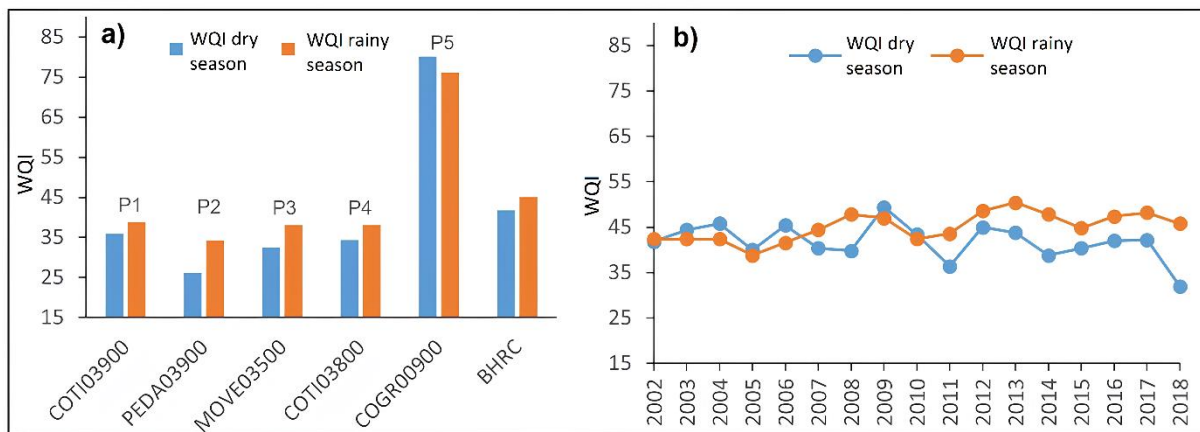 a)
WQI dry season
WQI rainy season
WQI
85
75
65
55
45
35
25
15
P1
P2
P3
P4
P5
COTI03900
PEDA03900
MOVE03500
COTI03800
COGR00900
BHRC
b)
WQI dry season
WQI rainy season
WQI
85
75
65
55
45
35
25
15
2002
2003
2004
2005
2006
2007
2008
2009
2010
2011
2012
2013
2014
2015
2016
2017
2018